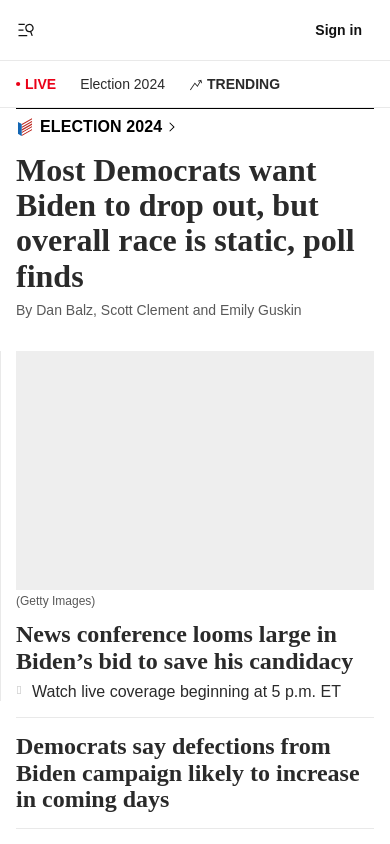 Sign in
LIVE
Election 2024
TRENDING
ELECTION 2024
Most Democrats want
Biden to drop out, but
overall race is static, poll
finds
By Dan Balz, Scott Clement and Emily Guskin
(Getty Images)
News conference looms large in
Biden’s bid to save his candidacy
Watch live coverage beginning at 5 p.m. ET
Democrats say defections from
Biden campaign likely to increase
in coming days